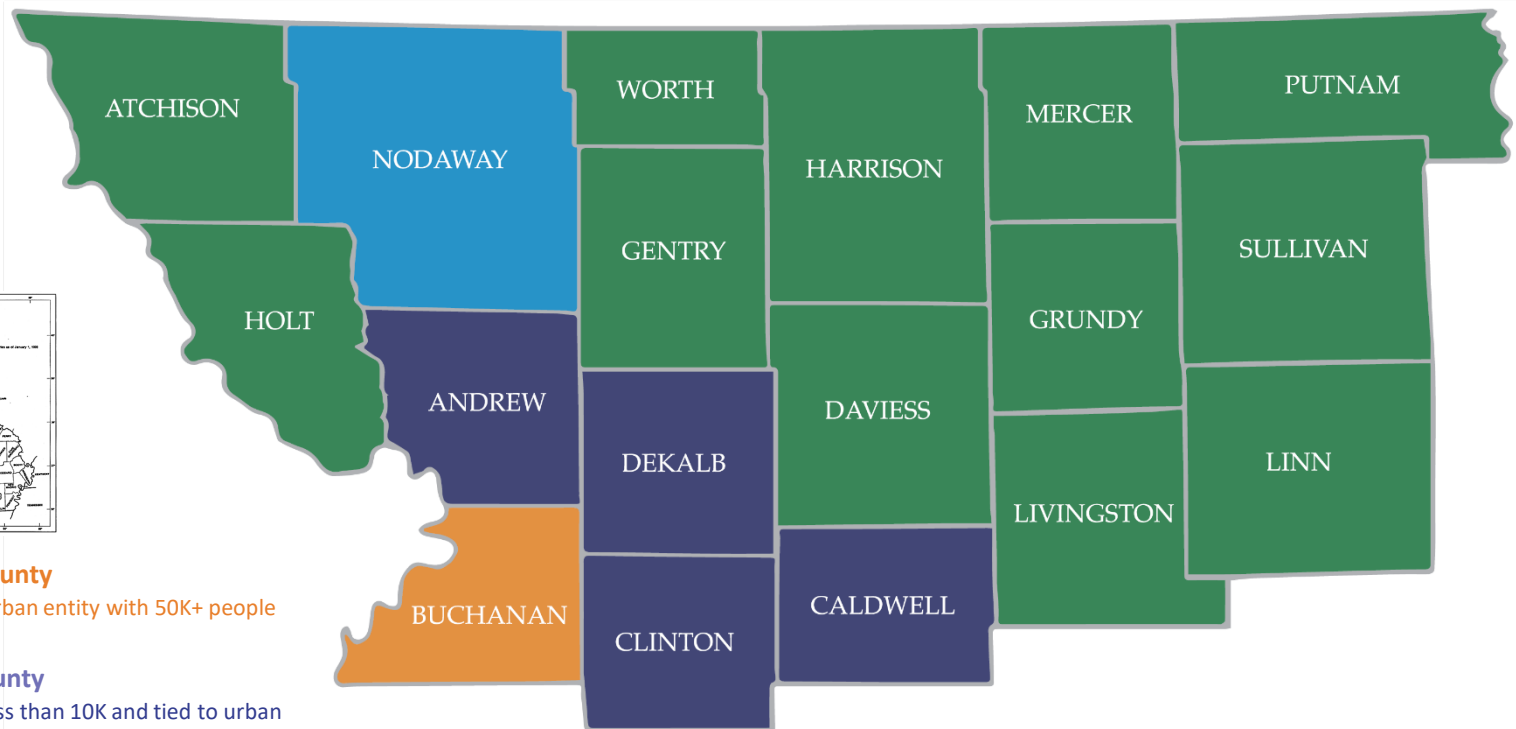 ATCHISON
NODAWAY
WORTH
HARRISON
MERCER
PUTNAM
GENTRY
SULLIVAN
HOLT
GRUNDY
ANDREW
DAVIESS
DEKALB
LINN
LIVINGSTON
BUCHANAN
CLINTON
CALDWELL
unty
rban entity with 50K+ people
unty
ss than 10K and tied to urban